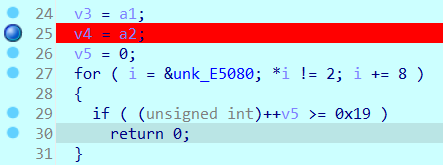 24 v3 = a1;
25 v4 = a2;
26 v5 = 0;
27 for ( i = &unk_E5080; *i != 2; i += 8 )
28 {
29 if ( (unsigned int)++v5 >= 0x19 )
30 return 0;
31 }